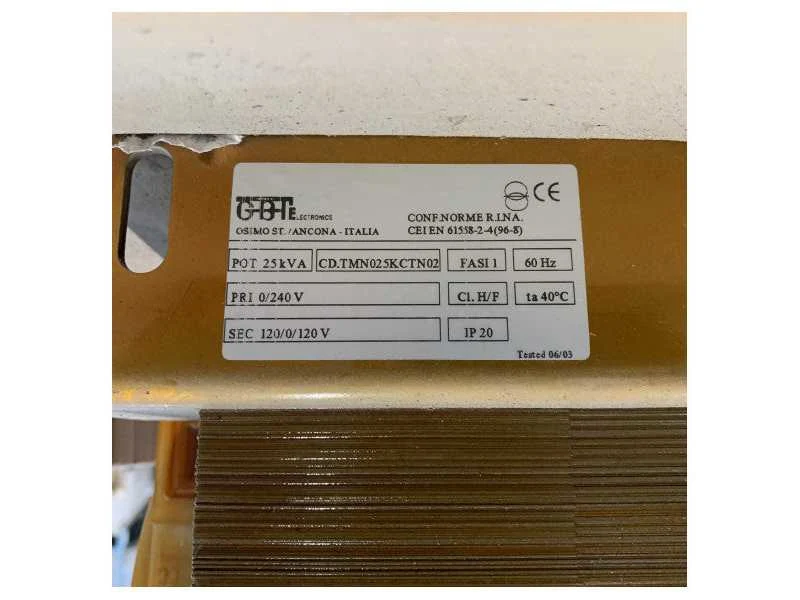 G-B-TE ELECTRONICS
OSIMO ST. /ANCONA - ITALIA
CE
CONF.NORME R.I.N.A.
CEI EN 61558-2-4(96-8)
POT 25 kVA CD.TMN025KCTN02 FASI 1 60 Hz
PRI 0/240 V Cl. H/F ta 40°C
SEC 120/0/120 V IP 20
Tested 06/03